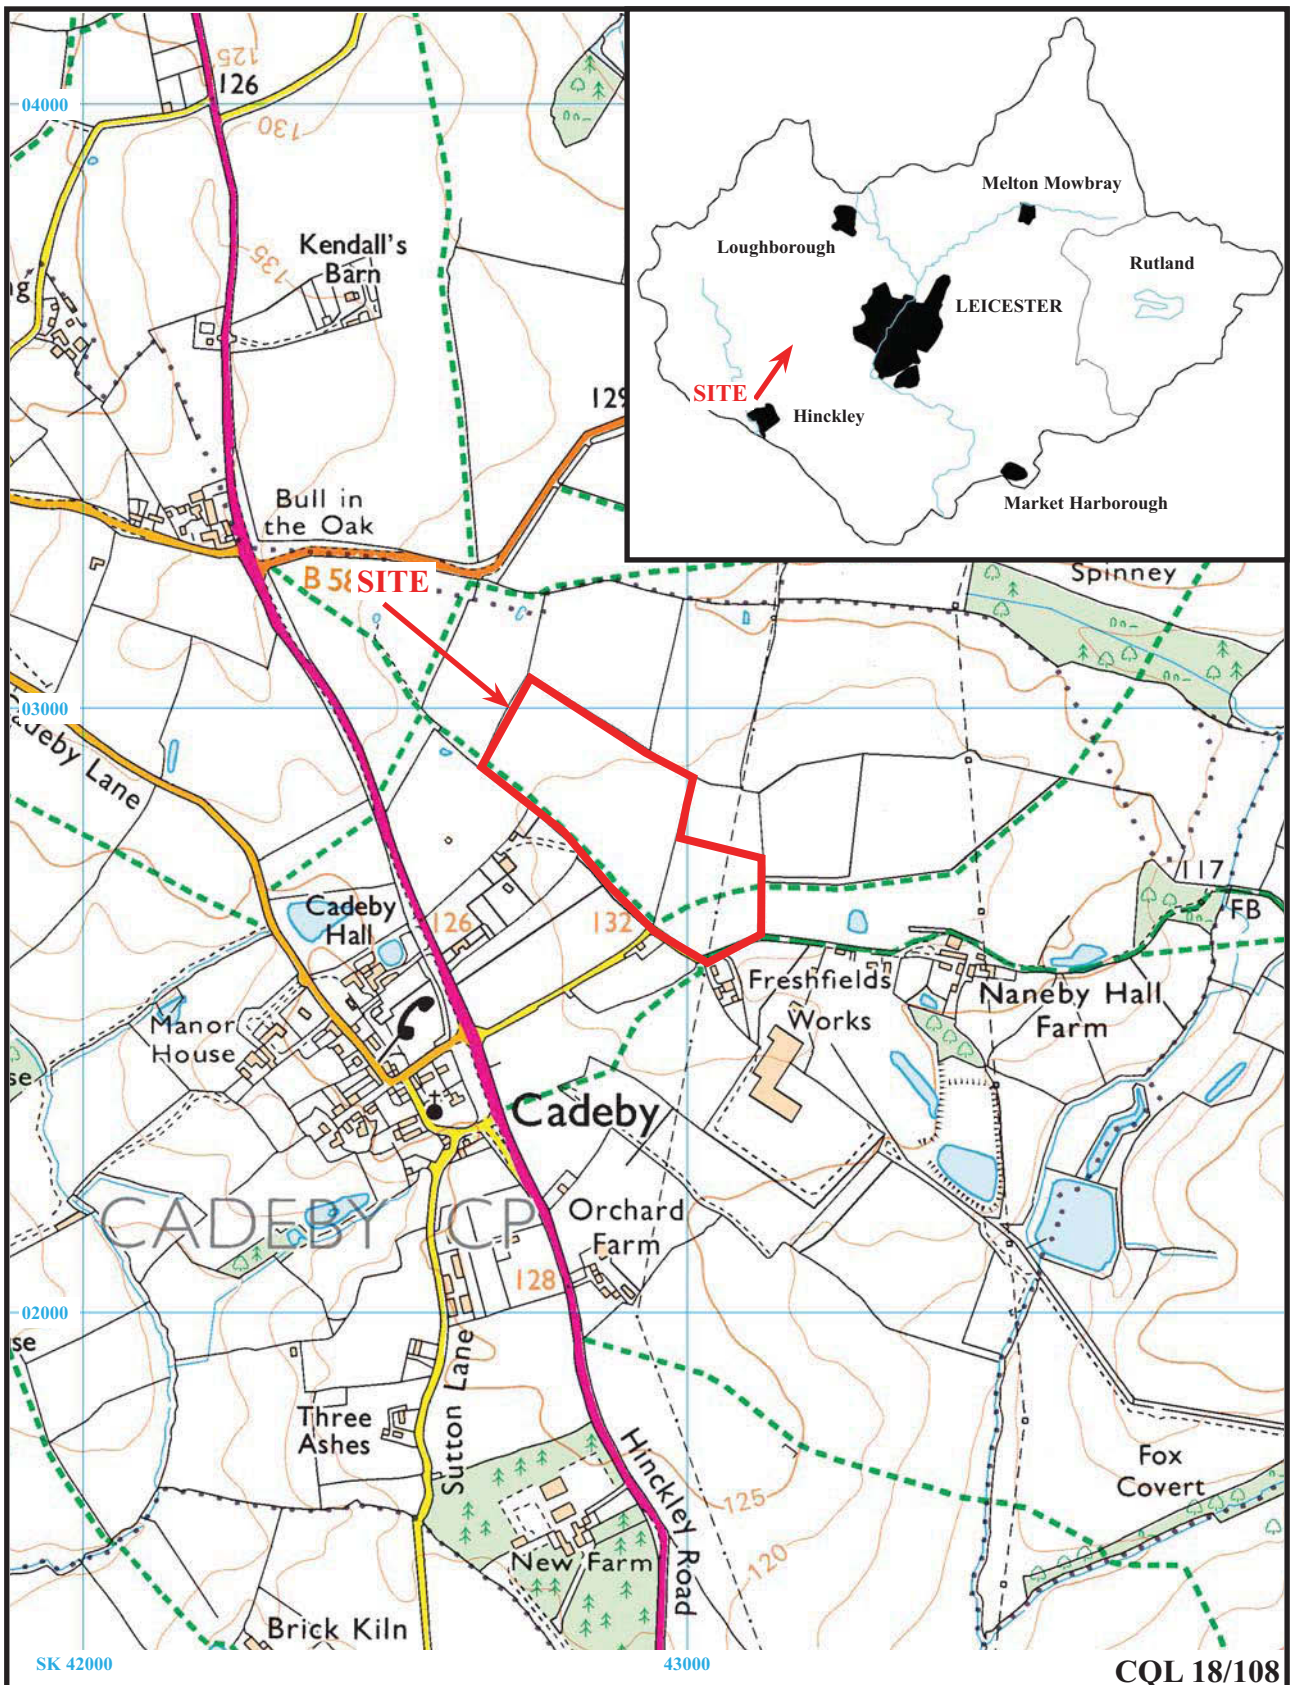 125
126
04000
130
Melton Mowbray
Loughborough
Kendall's
Barn
135
Rutland
LEICESTER
SITE
129
Hinckley
Bull in
the Oak
Market Harborough
B 58
SITE
Spinney
03000
Cadeby Lane
117
FB
Cadeby
Hall
126
132
Freshfields
Works
Naneby Hall
Farm
Manor
House
se
Cadeby
CADEBY CP
Orchard
Farm
128
02000
se
Three
Ashes
Sutton Lane
Hinckley Road
Fox
Covert
125
120
New Farm
Brick Kiln
SK 42000
43000
CQL 18/108